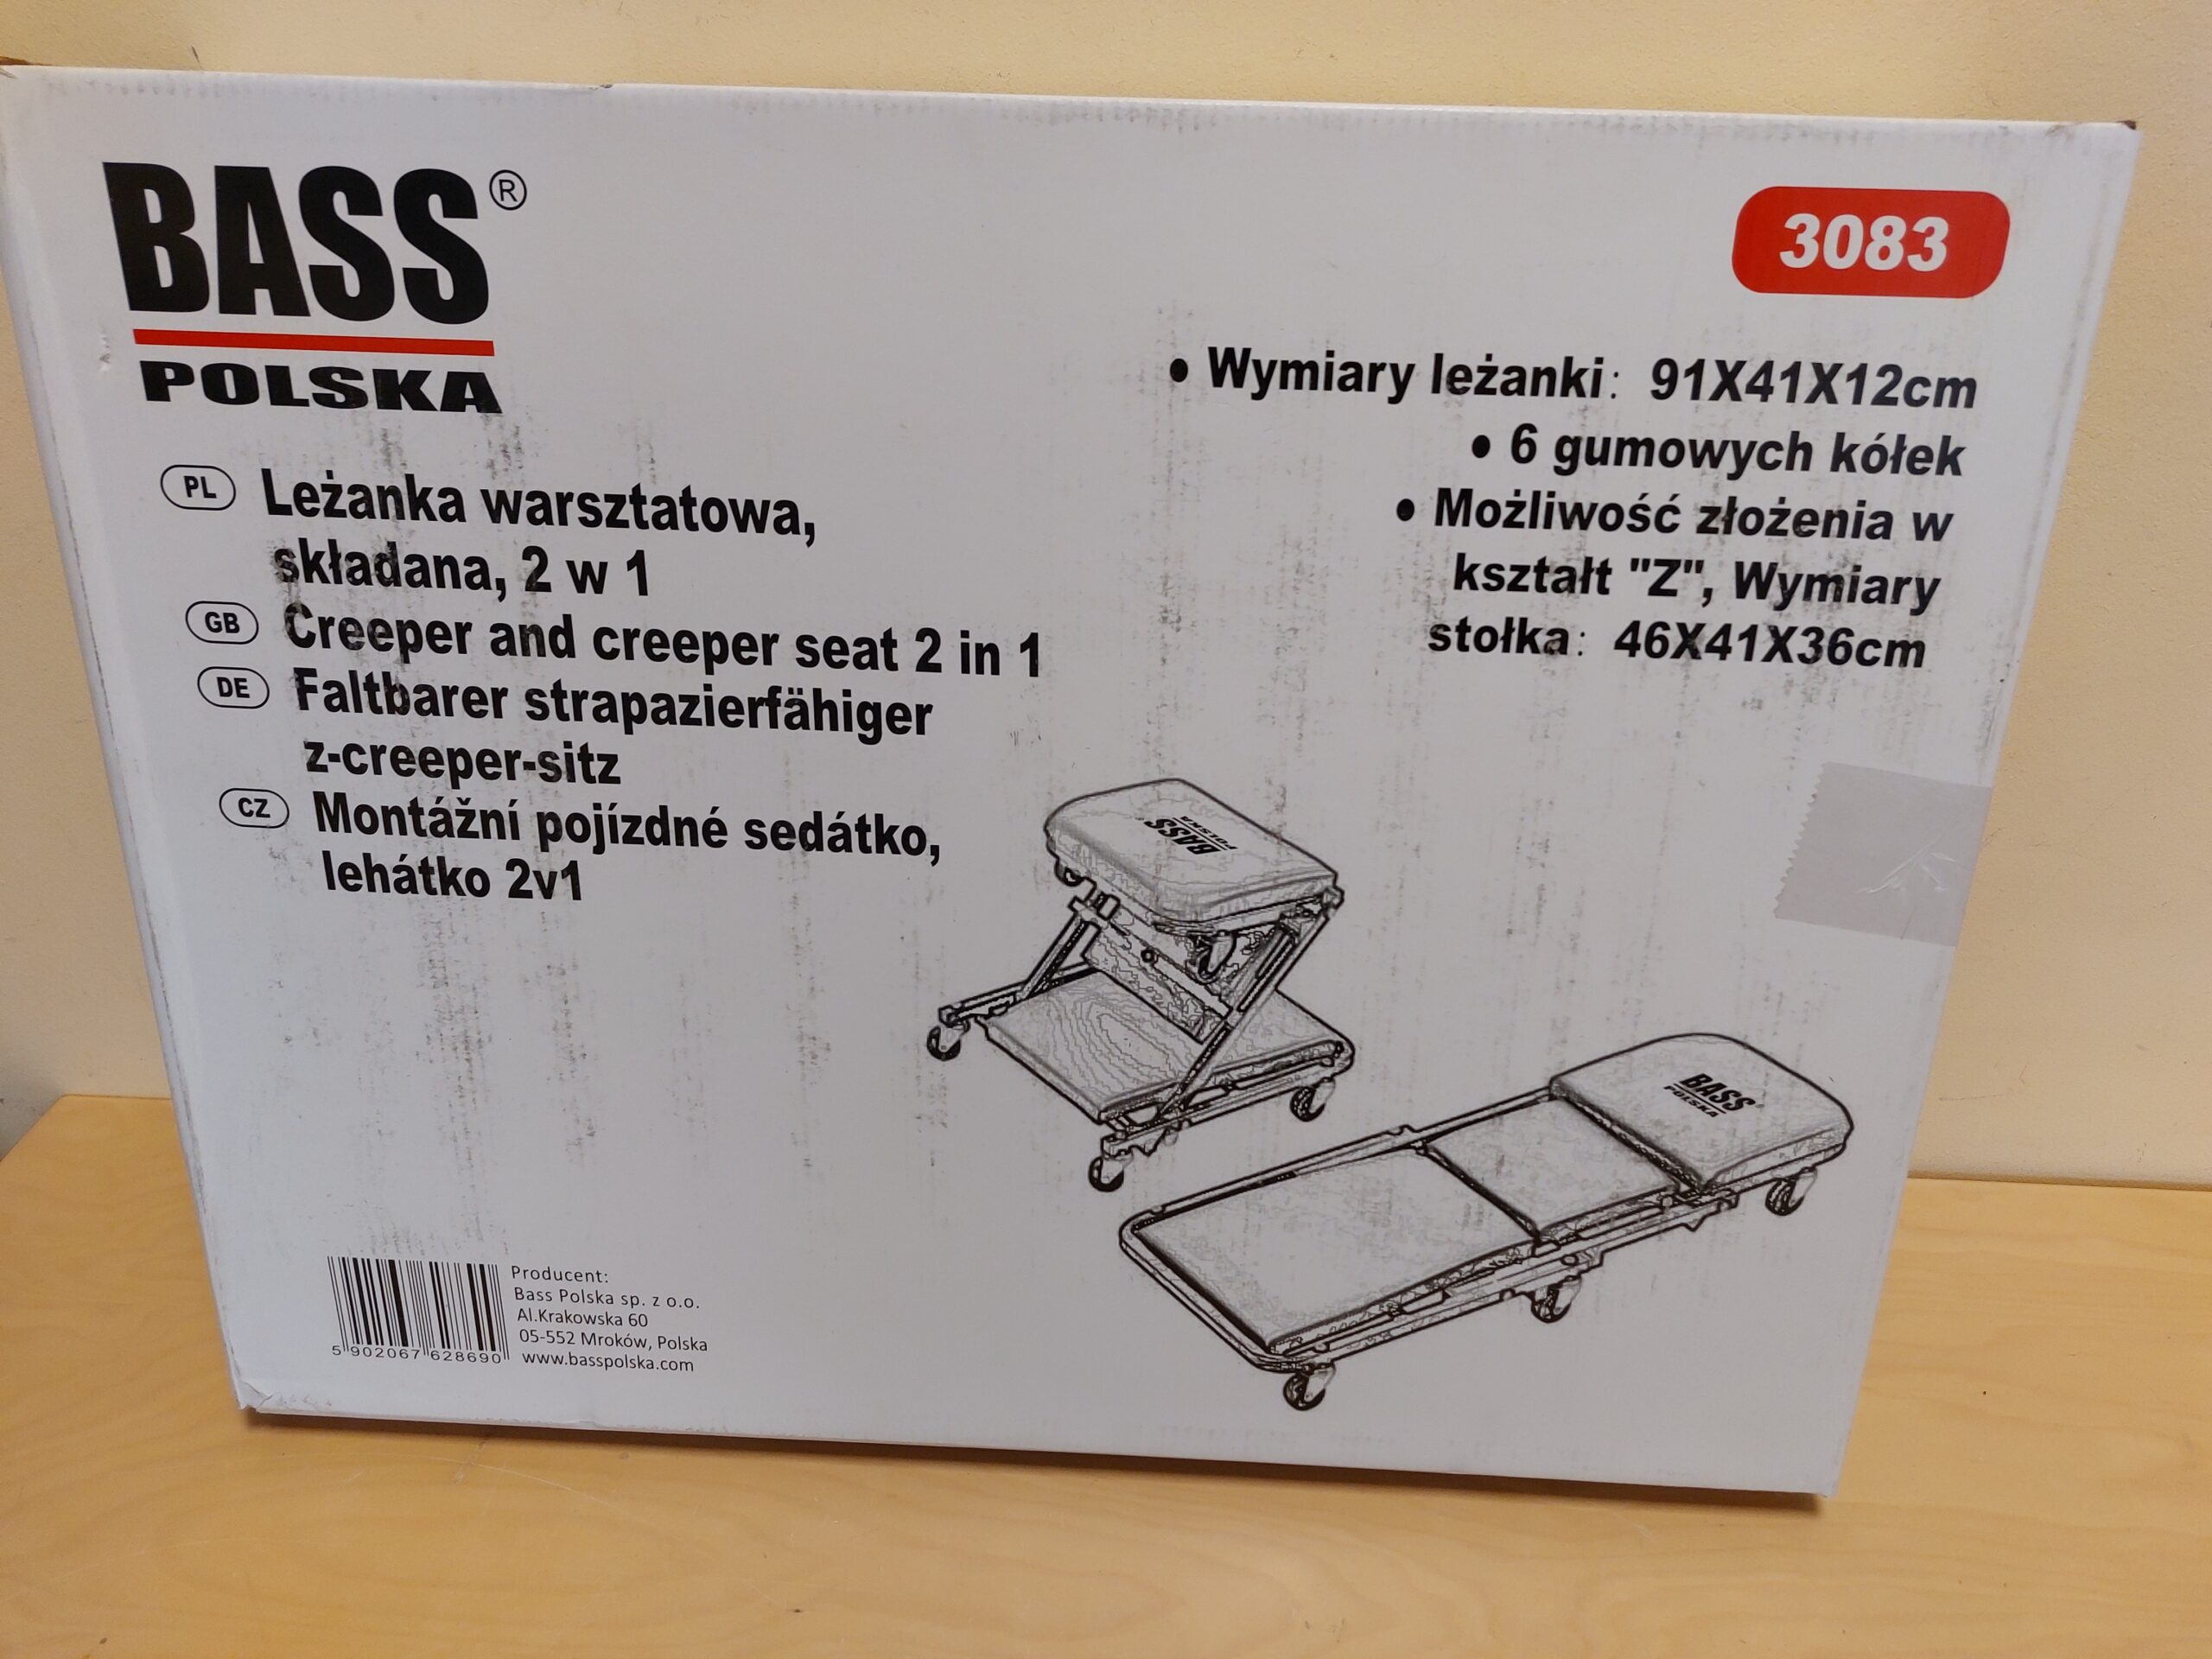 BASS®
POLSKA
3083
• Wymiary leżanki: 91X41X12cm
• 6 gumowych kółek
• Możliwość złożenia w
kształt "Z", Wymiary
stołka: 46X41X36cm
PL Leżanka warsztatowa,
składana, 2 w 1
GB Creeper and creeper seat 2 in 1
DE Faltbarer strapazierfähiger
z-creeper-sitz
CZ Montážní pojízdné sedátko,
lehátko 2v1
BASS
POLSKA
BASS
POLSKA
5 902067 628690
Producent:
Bass Polska sp. z o.o.
Al.Krakowska 60
05-552 Mroków, Polska
www.basspolska.com